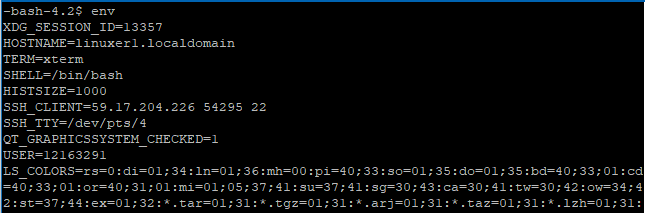 -bash-4.2$ env
XDG_SESSION_ID=13357
HOSTNAME=linuxer1.localdomain
TERM=xterm
SHELL=/bin/bash
HISTSIZE=1000
SSH_CLIENT=59.17.204.226 54295 22
SSH_TTY=/dev/pts/4
QT_GRAPHICSSYSTEM_CHECKED=1
USER=12163291
LS_COLORS=rs=0:di=01;34:ln=01;36:mh=00:pi=40;33:so=01;35:do=01;35:bd=40;33;01:cd
=40;33;01:or=40;31;01:mi=01;05;37;41:su=37;41:sg=30;43:ca=30;41:tw=30;42:ow=34;4
2:st=37;44:ex=01;32:*.tar=01;31:*.tgz=01;31:*.arj=01;31:*.taz=01;31:*.lzh=01;31: